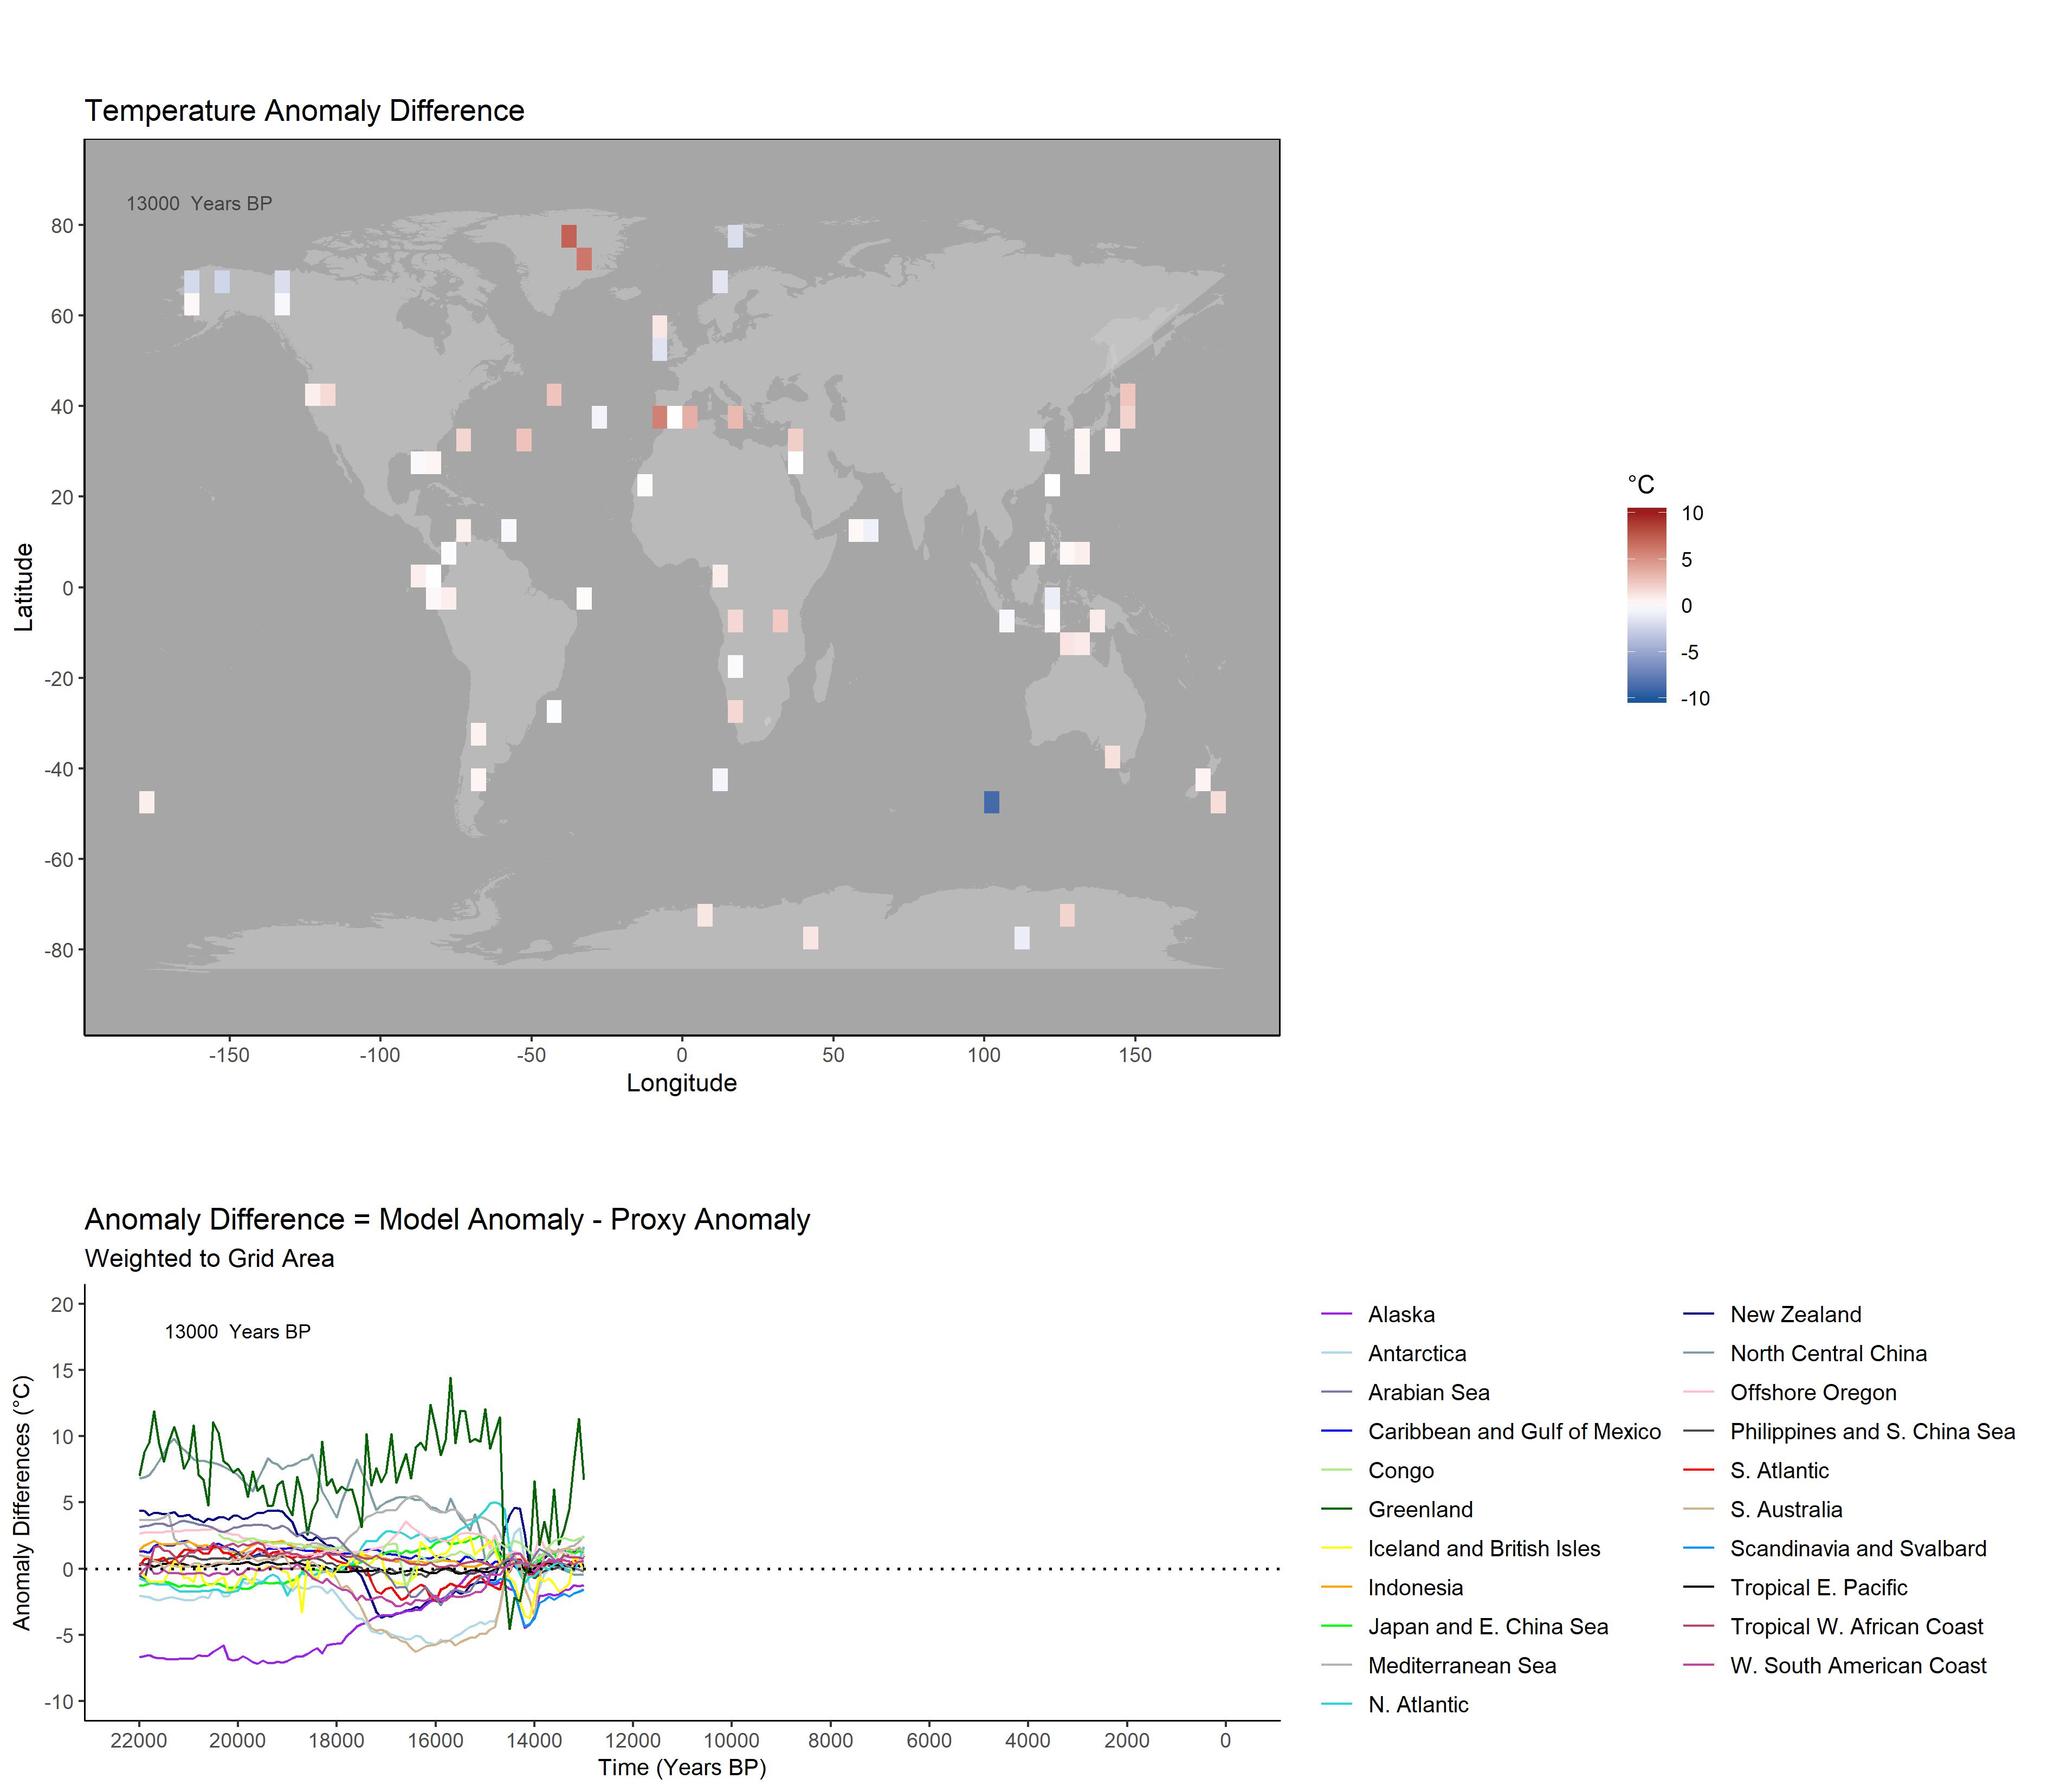 Temperature Anomaly Difference
13000 Years BP
80
60
40
20
0
-20
-40
-60
-80
Latitude
-150 -100 -50 0 50 100 150
Longitude
°C
10
5
0
-5
-10
Anomaly Difference = Model Anomaly - Proxy Anomaly
Weighted to Grid Area
13000 Years BP
20
15
10
5
0
-5
-10
Anomaly Differences (°C)
22000 20000 18000 16000 14000 12000 10000 8000 6000 4000 2000 0
Time (Years BP)
Alaska
Antarctica
Arabian Sea
Caribbean and Gulf of Mexico
Congo
Greenland
Iceland and British Isles
Indonesia
Japan and E. China Sea
Mediterranean Sea
N. Atlantic
New Zealand
North Central China
Offshore Oregon
Philippines and S. China Sea
S. Atlantic
S. Australia
Scandinavia and Svalbard
Tropical E. Pacific
Tropical W. African Coast
W. South American Coast